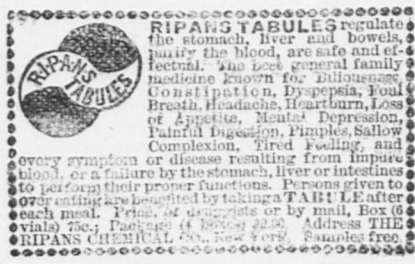 RIPANS TABULES
RIPANS TABULES regulate
the stomach, liver and bowels,
purify the blood, are safe and ef-
fectual. The best general family
medicine known for Biliousness,
Constipation, Dyspepsia, Foul
Breath, Headache, Heartburn, Loss
of Appetite, Mental Depression,
Painful Digestion, Pimples, Sallow
Complexion, Tired Feeling, and
every symptom or disease resulting from impure
blood, or a failure by the stomach, liver or intestines
to perform their proper functions. Persons given to
over eating are benefited by taking a TABULE after
each meal. Price, of druggists or by mail, Box (6
vials) 75c.; Package (4 boxes) Address THE
RIPANS CHEMICAL CO., New York. Samples free.